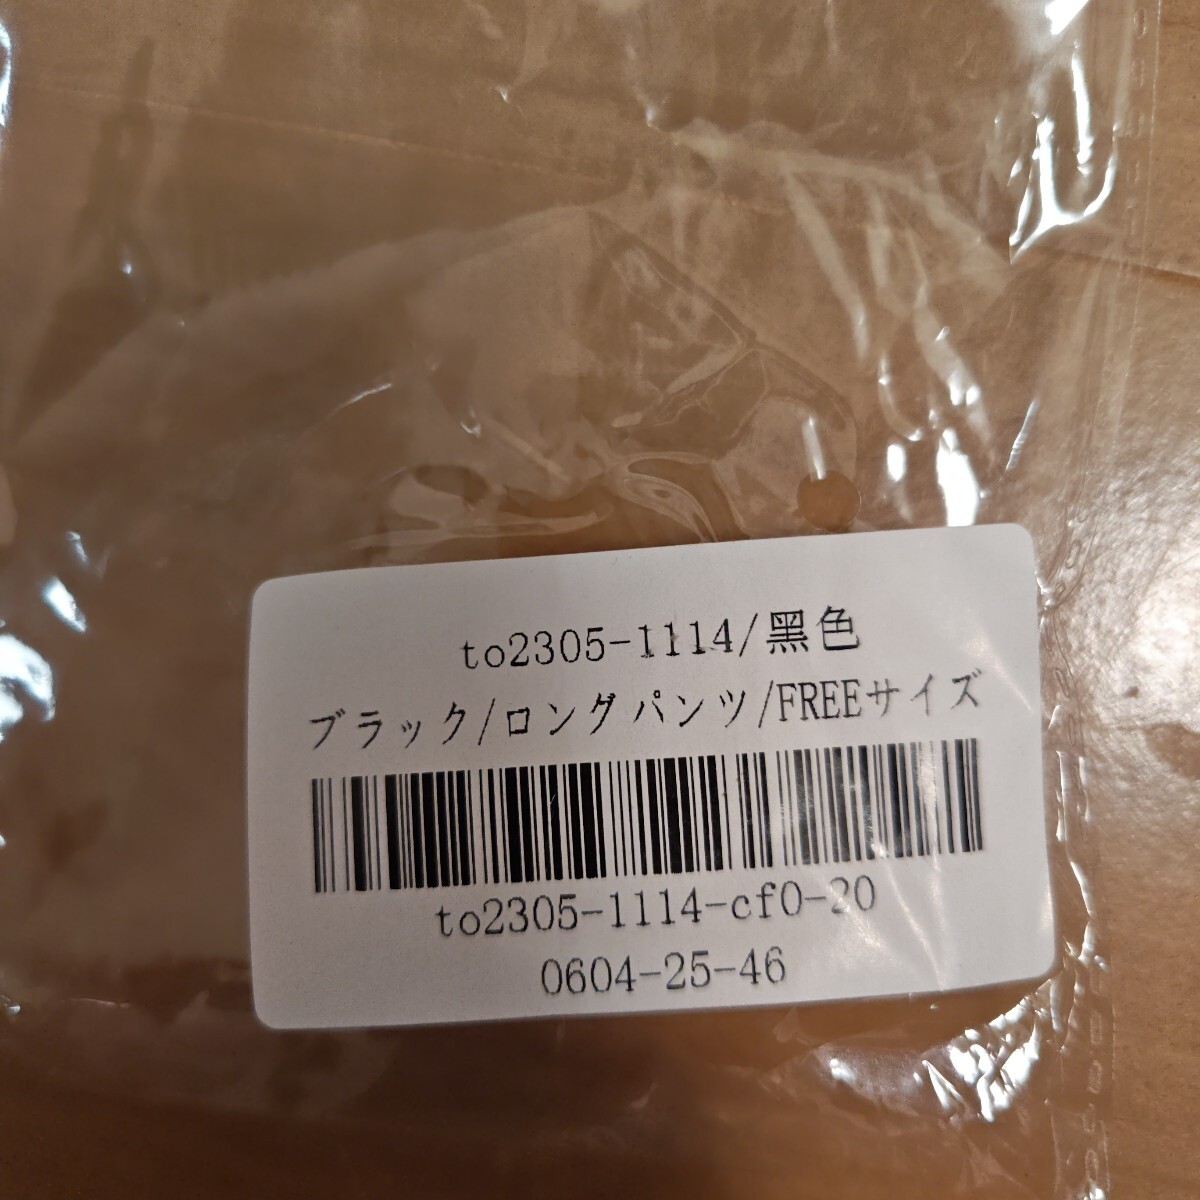 to2305-1114/黑色
ブラック/ロングパンツ/FREEサイズ
to2305-1114-cf0-20
0604-25-46